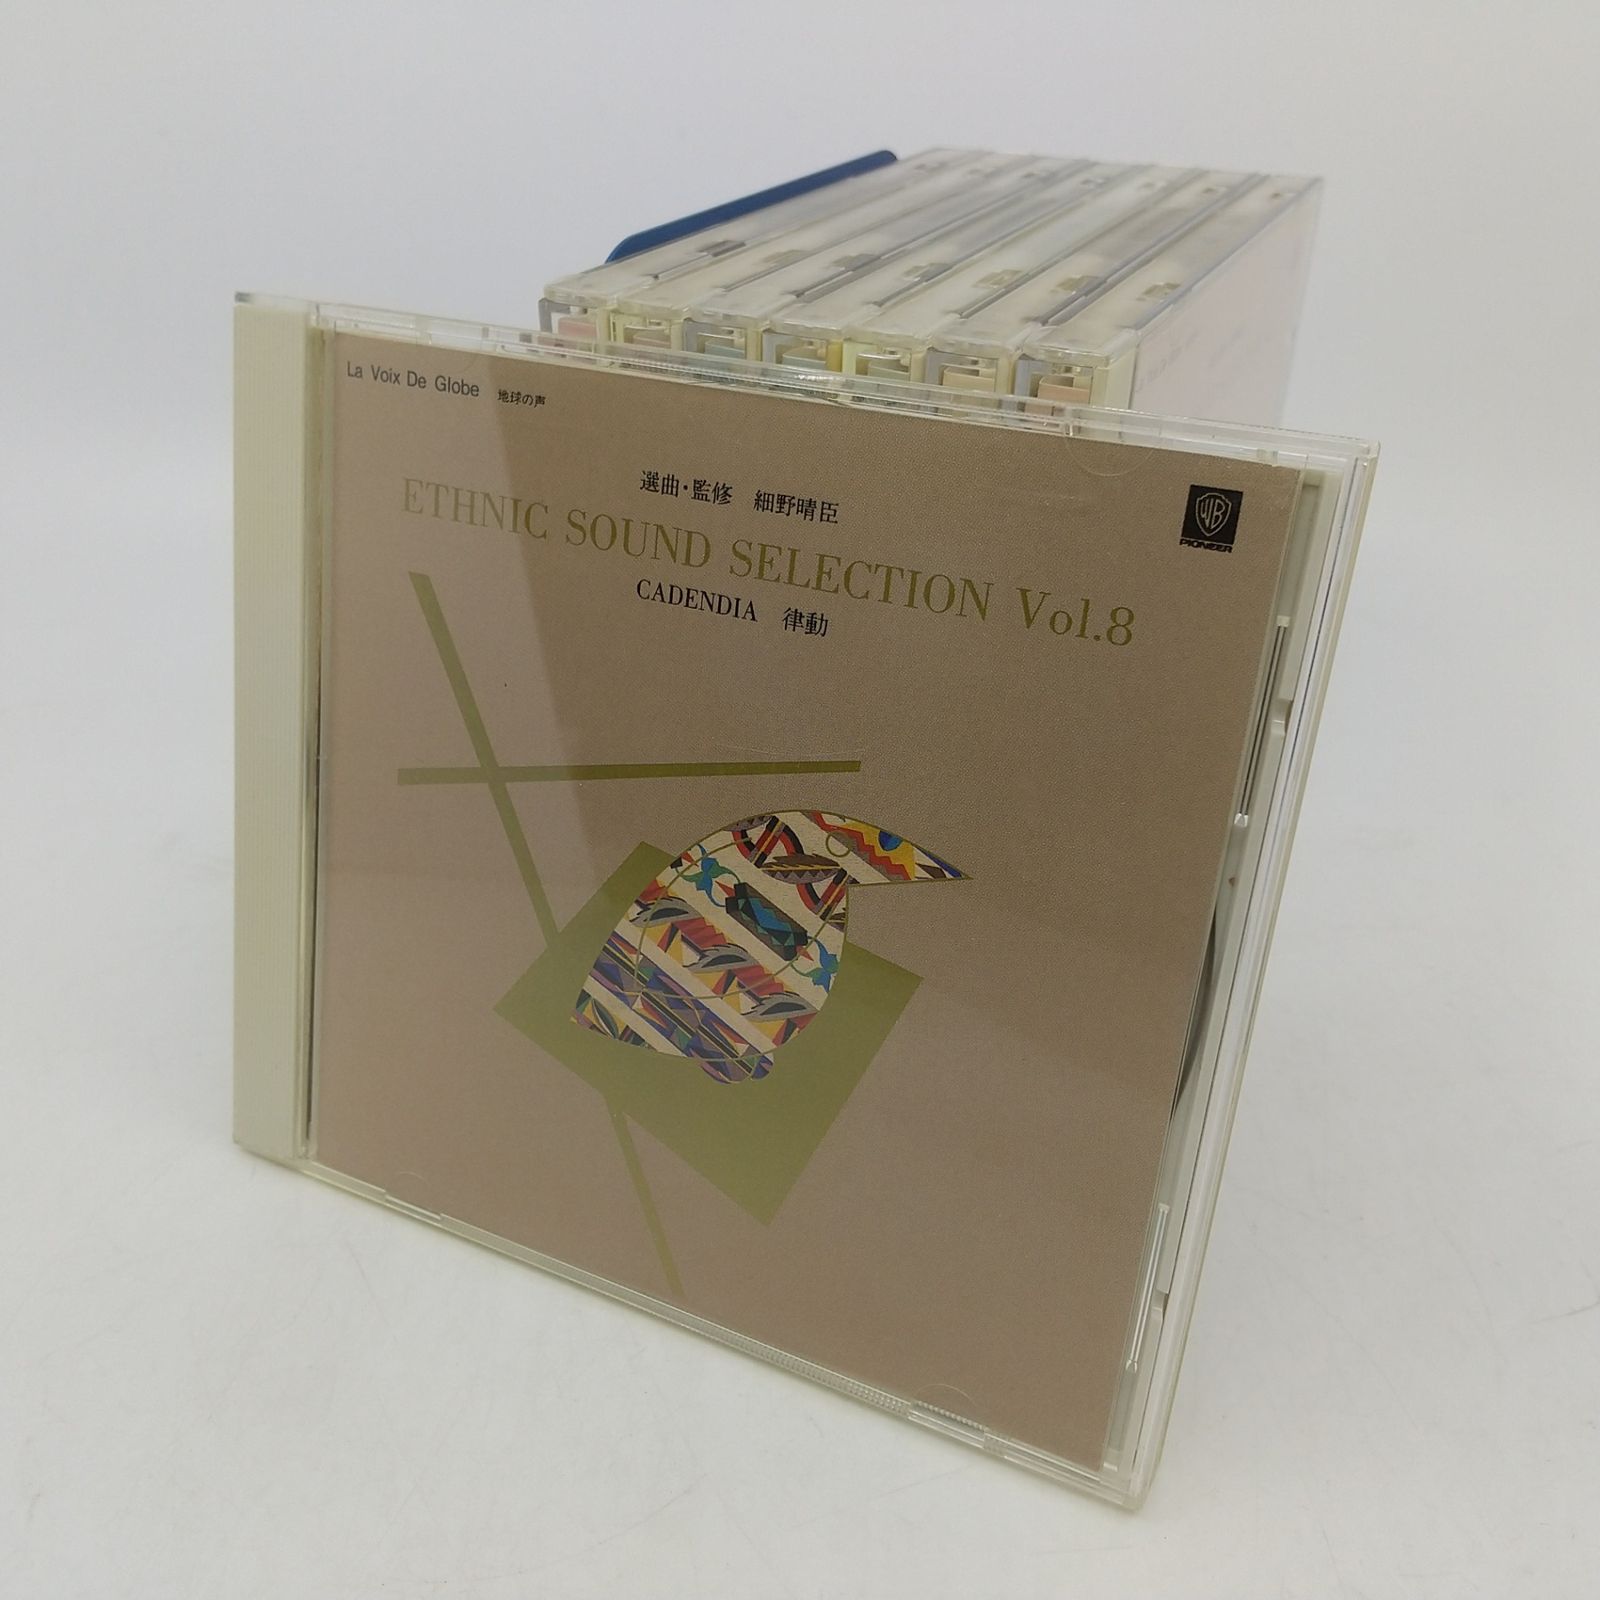 La Voix De Globe 地球の声
選曲・監修 細野晴臣
ETHNIC SOUND SELECTION Vol.8
CADENDIA 律動
WB
PIONEER